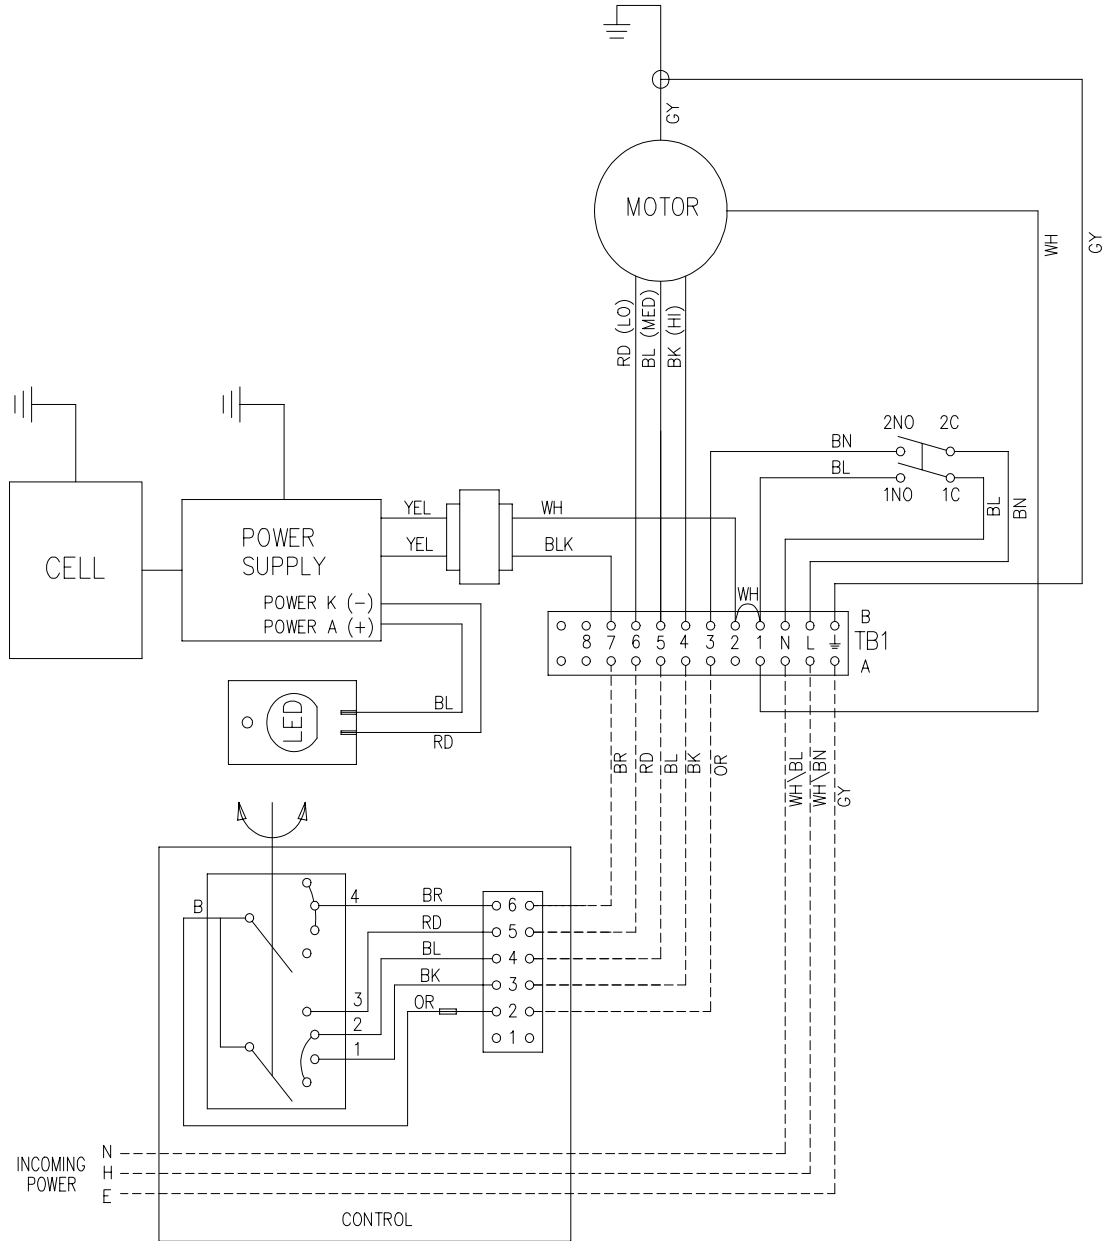 GY
MOTOR
WH
GY
RD (LO)
BL (MED)
BK (HI)
2NO 2C
BN
BL
1NO 1C
BL
BN
YEL
WH
YEL
BLK
CELL
POWER
SUPPLY
POWER K (-)
POWER A (+)
WH
B
8 7 6 5 4 3 2 1 N L
TB1
A
LED
BL
RD
BR
RD
BL
BK
OR
WH\BL
WH\BN
GY
B
4
BR
6
RD
5
BL
4
BK
3
3
OR
2
2
1
1
INCOMING
POWER
N
H
E
CONTROL